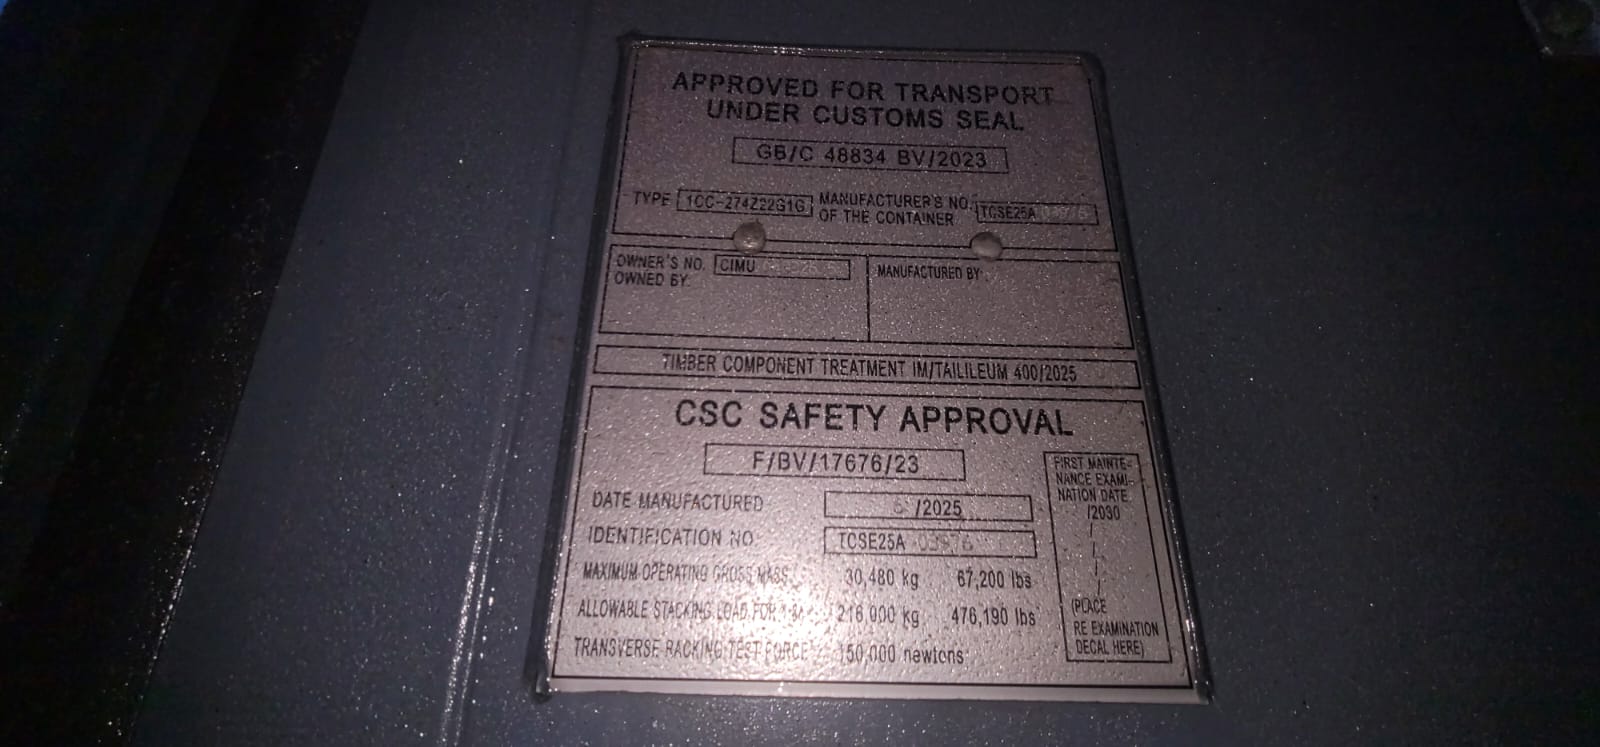 APPROVED FOR TRANSPORT
UNDER CUSTOMS SEAL
GB/C 48834 BV/2023
TYPE 1CC-274Z22G1G MANUFACTURER'S NO.
OF THE CONTAINER TCSE25A
OWNER'S NO. CIMU
OWNED BY:
MANUFACTURED BY:
TIMBER COMPONENT TREATMENT IM/TAILILEUM 400/2025
CSC SAFETY APPROVAL
F/BV/17676/23
DATE MANUFACTURED /2025
IDENTIFICATION NO. TCSE25A
MAXIMUM OPERATING GROSS MASS 30,480 kg 67,200 lbs
ALLOWABLE STACKING LOAD FOR 216,000 kg 476,190 lbs
TRANSVERSE RACKING TEST FORCE 150,000 newtons
FIRST MAINTE-
NANCE EXAMI-
NATION DATE
/2030
(PLACE
RE EXAMINATION
DECAL HERE)